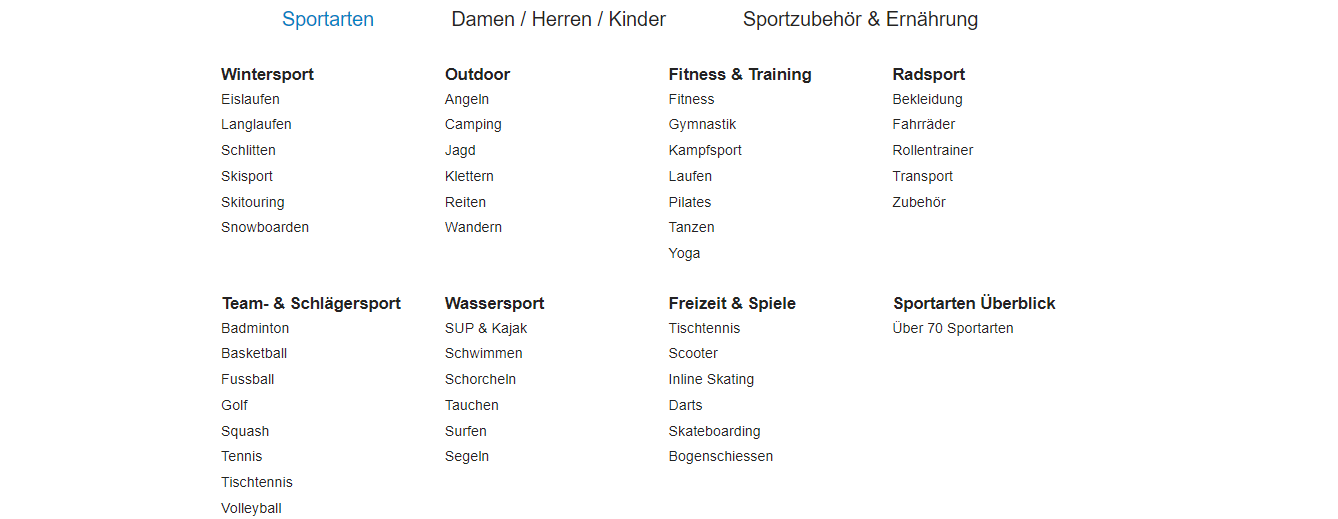 Sportarten
Damen / Herren / Kinder
Sportzubehör & Ernährung
Wintersport
Eislaufen
Langlaufen
Schlitten
Skisport
Skitouring
Snowboarden
Outdoor
Angeln
Camping
Jagd
Klettern
Reiten
Wandern
Fitness & Training
Fitness
Gymnastik
Kampfsport
Laufen
Pilates
Tanzen
Yoga
Radsport
Bekleidung
Fahrräder
Rollentrainer
Transport
Zubehör
Team- & Schlägersport
Badminton
Basketball
Fussball
Golf
Squash
Tennis
Tischtennis
Volleyball
Wassersport
SUP & Kajak
Schwimmen
Schorcheln
Tauchen
Surfen
Segeln
Freizeit & Spiele
Tischtennis
Scooter
Inline Skating
Darts
Skateboarding
Bogenschiessen
Sportarten Überblick
Über 70 Sportarten